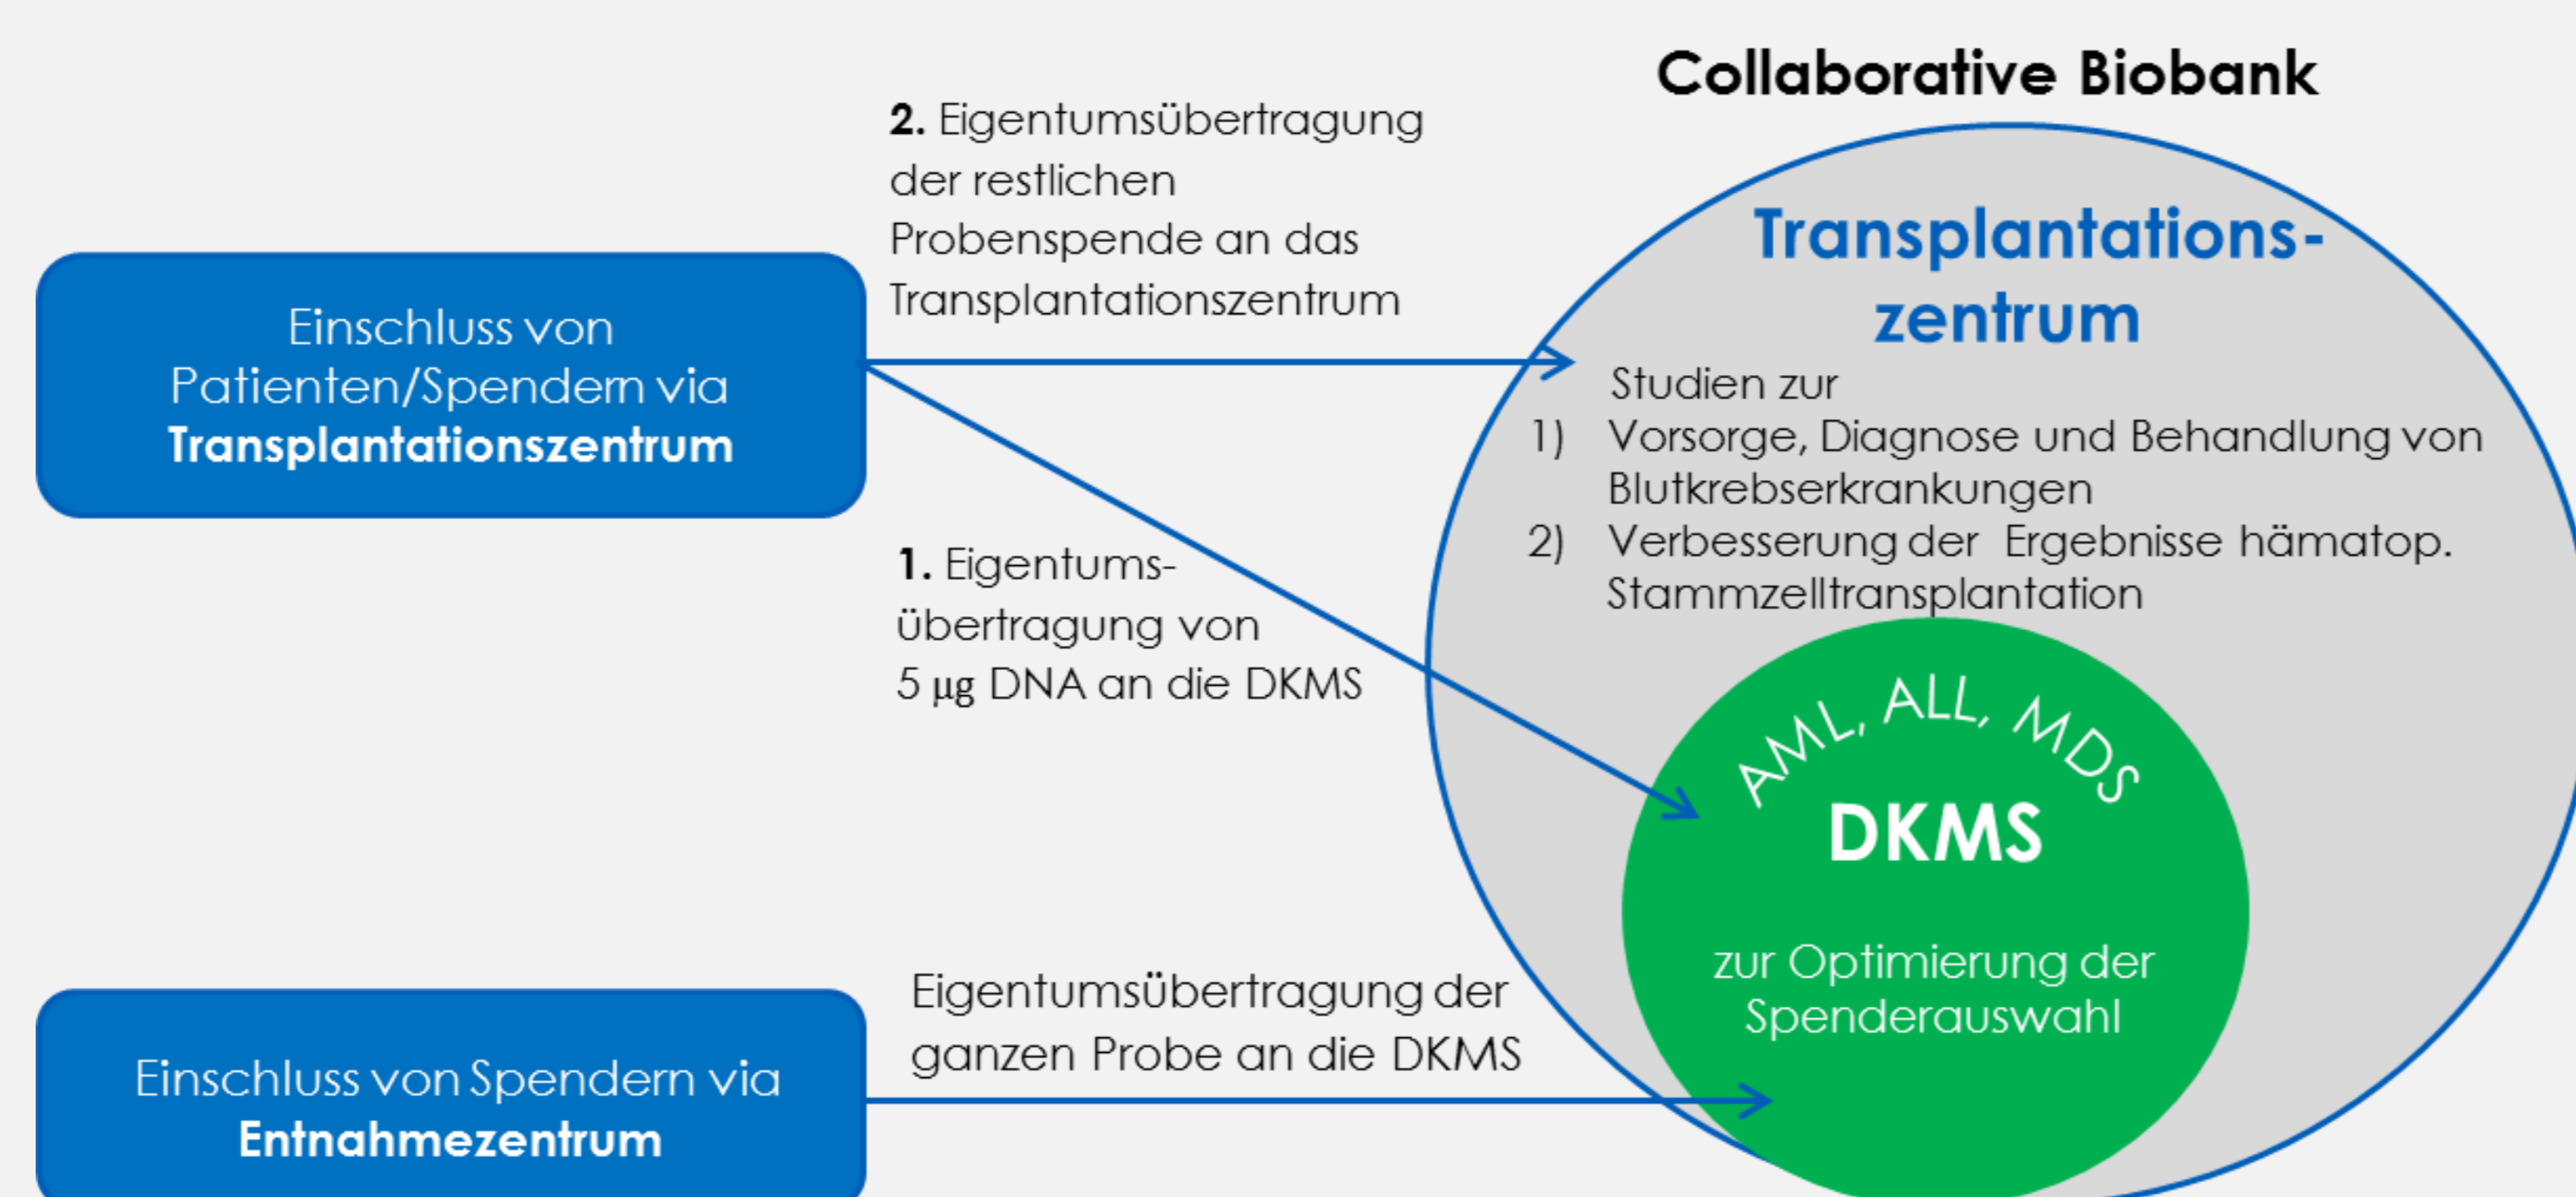 Collaborative Biobank
2. Eigentumsübertragung
der restlichen
Probenspende an das
Transplantationszentrum
Einschluss von
Patienten/Spendern via
Transplantationszentrum
1. Eigentums-
übertragung von
5 µg DNA an die DKMS
Einschluss von Spendern via
Entnahmezentrum
Eigentumsübertragung der
ganzen Probe an die DKMS
Transplantations-
zentrum
Studien zur
1) Vorsorge, Diagnose und Behandlung von
Blutkrebserkrankungen
2) Verbesserung der Ergebnisse hämatop.
Stammzelltransplantation
AML, ALL, MDS
DKMS
zur Optimierung der
Spenderauswahl